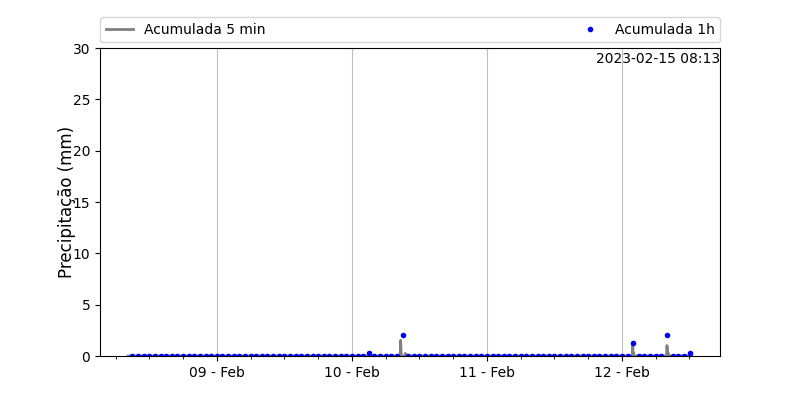 Acumulada 5 min
Acumulada 1h
2023-02-15 08:13
Precipitação (mm)
30
25
20
15
10
5
0
09 - Feb
10 - Feb
11 - Feb
12 - Feb